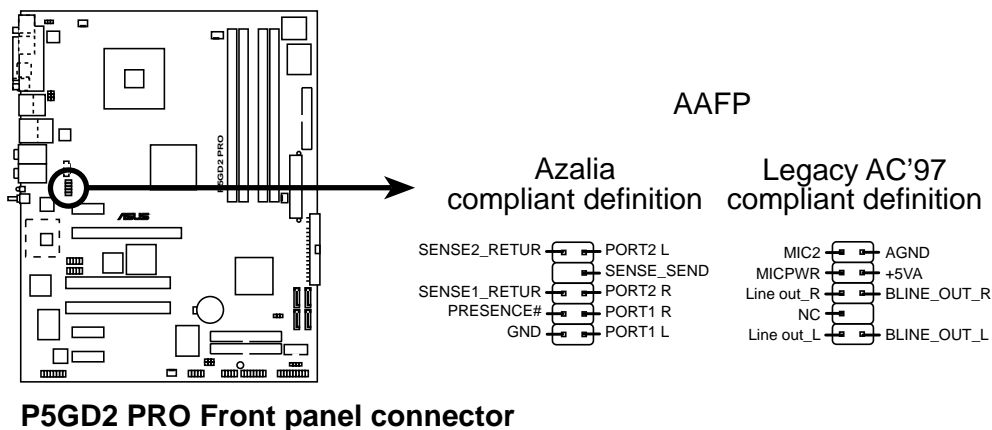 P5GD2 PRO
/ISUS
AAFP
Azalia
compliant definition
SENSE2_RETUR PORT2 L
SENSE_SEND
SENSE1_RETUR PORT2 R
PRESENCE# PORT1 R
GND PORT1 L
Legacy AC'97
compliant definition
MIC2 AGND
MICPWR +5VA
Line out_R BLINE_OUT_R
NC
Line out_L BLINE_OUT_L
P5GD2 PRO Front panel connector